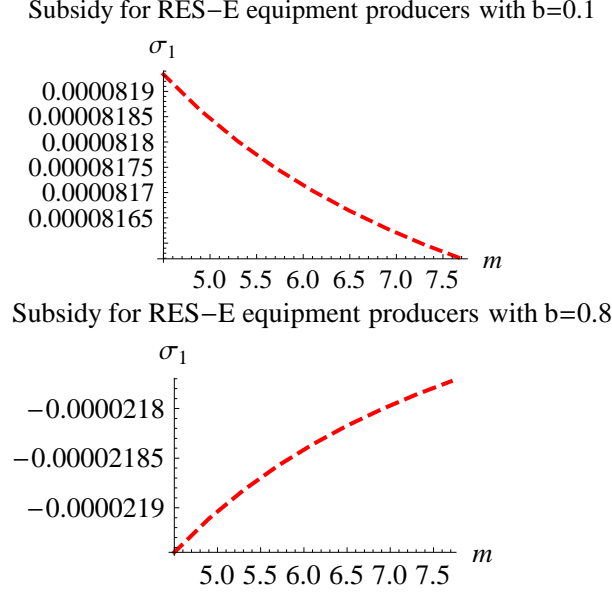 Subsidy for RES−E equipment producers with b=0.1
σ1
0.0000819
0.00008185
0.0000818
0.00008175
0.0000817
0.00008165
5.0 5.5 6.0 6.5 7.0 7.5 m
Subsidy for RES−E equipment producers with b=0.8
σ1
−0.0000218
−0.00002185
−0.0000219
5.0 5.5 6.0 6.5 7.0 7.5 m